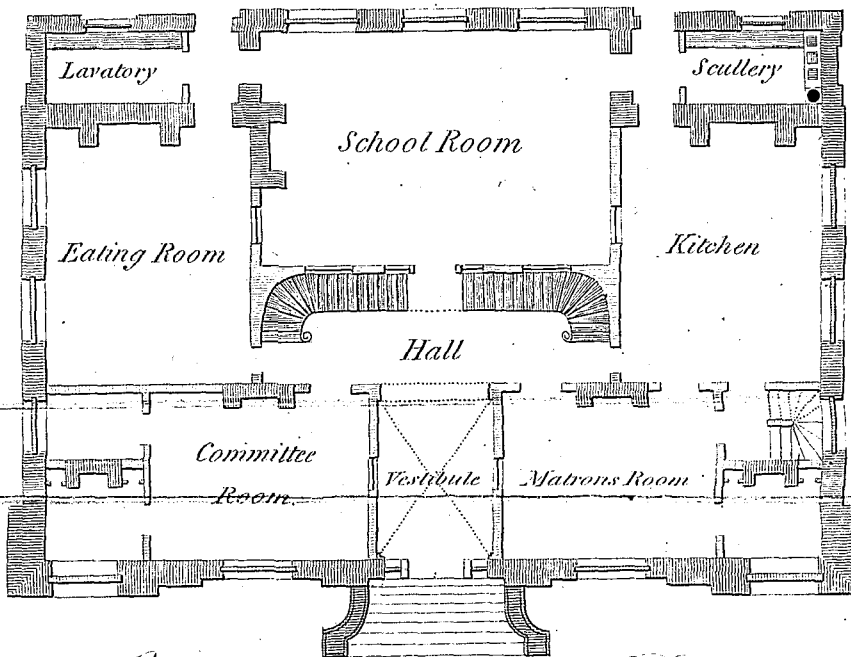 Lavatory
Scullery
School Room
Eating Room
Kitchen
Hall
Committee
Room.
Vestibule
Matrons Room